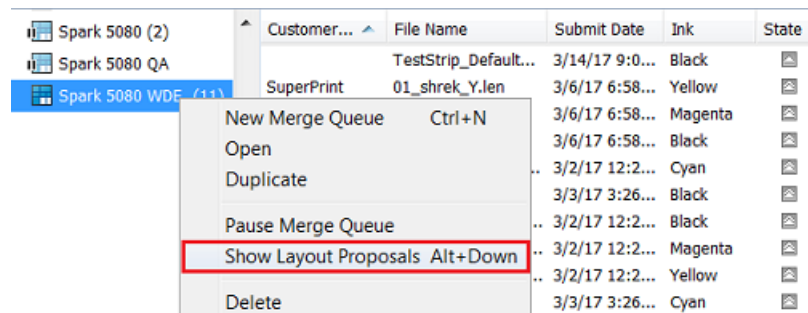 Customer... File Name Submit Date Ink State
Spark 5080 (2)
TestStrip_Default... 3/14/17 9:0... Black
Spark 5080 QA
SuperPrint 01_shrek_Y.len 3/6/17 6:58... Yellow
Spark 5080 WDE (11)
3/6/17 6:58... Magenta
New Merge Queue Ctrl+N
3/6/17 6:58... Black
Open
.. 3/2/17 12:2... Cyan
Duplicate
3/3/17 3:26... Black
Pause Merge Queue .. 3/2/17 12:2... Black
Show Layout Proposals Alt+Down .. 3/2/17 12:2... Magenta
.. 3/2/17 12:2... Yellow
Delete 3/3/17 3:26... Cyan